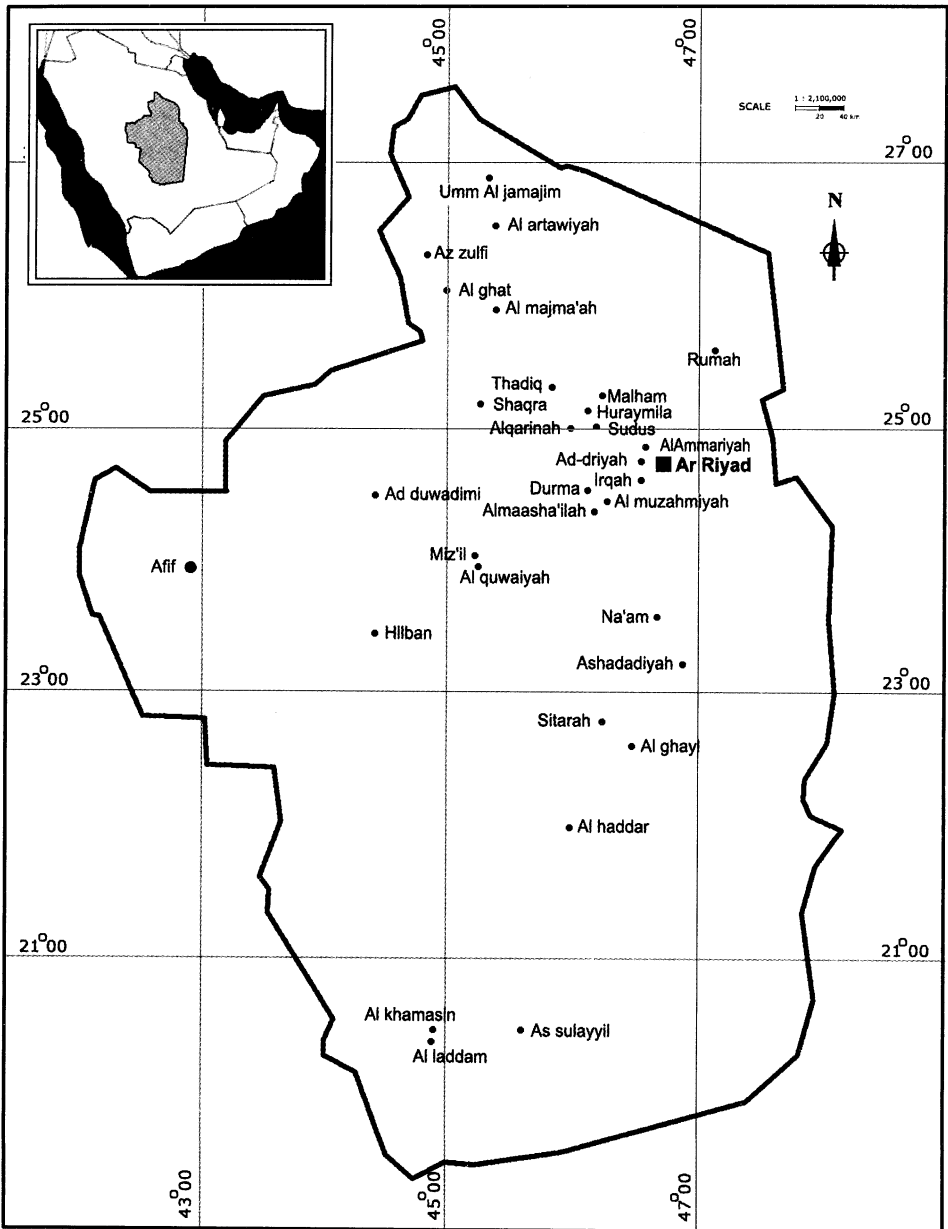 45°00
47°00
SCALE
1 : 2,100,000
20 40 km
27°00
N
Umm Al jamajim
Al artawiyah
Az zulfi
Al ghat
Al majma'ah
Rumah
Thadiq
Malham
Shaqra
Huraymila
25°00
Alqarinah
Sudus
25°00
AlAmmariyah
Ad-driyah
Ar Riyad
Irqah
Ad duwadimi
Durma
Al muzahmiyah
Almaasha'ilah
Miz'il
Afif
Al quwaiyah
Na'am
Hllban
Ashadadiyah
23°00
23°00
Sitarah
Al ghayl
Al haddar
21°00
21°00
Al khamasin
As sulayyil
Al laddam
43°00
45°00
47°00